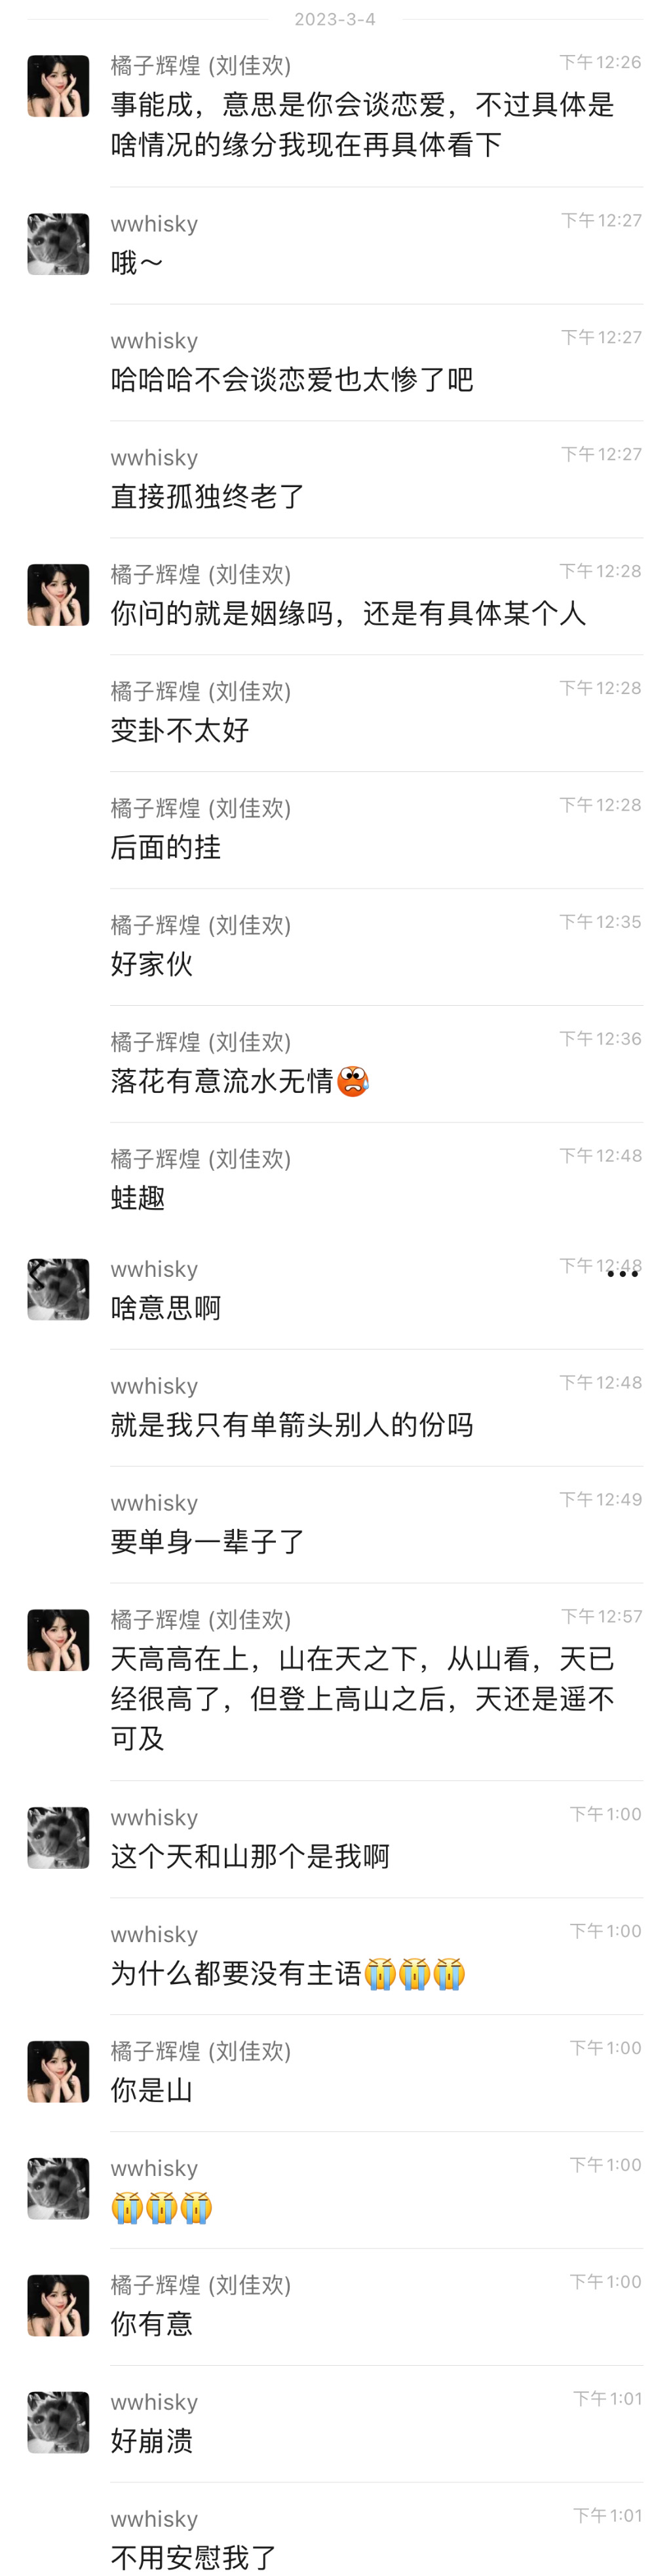 2023-3-4
橘子辉煌 (刘佳欢)
下午12:26
事能成，意思是你会谈恋爱，不过具体是
啥情况的缘分我现在再具体看下
wwhisky
下午12:27
哦～
wwhisky
下午12:27
哈哈哈不会谈恋爱也太惨了吧
wwhisky
下午12:27
直接孤独终老了
橘子辉煌 (刘佳欢)
下午12:28
你问的就是姻缘吗，还是有具体某个人
橘子辉煌 (刘佳欢)
下午12:28
变卦不太好
橘子辉煌 (刘佳欢)
下午12:28
后面的挂
橘子辉煌 (刘佳欢)
下午12:35
好家伙
橘子辉煌 (刘佳欢)
下午12:36
落花有意流水无情😰
橘子辉煌 (刘佳欢)
下午12:48
蛙趣
wwhisky
下午12:48
啥意思啊
wwhisky
下午12:48
就是我只有单箭头别人的份吗
wwhisky
下午12:49
要单身一辈子了
橘子辉煌 (刘佳欢)
下午12:57
天高高在上，山在天之下，从山看，天已
经很高了，但登上高山之后，天还是遥不
可及
wwhisky
下午1:00
这个天和山那个是我啊
wwhisky
下午1:00
为什么都要没有主语😭😭😭
橘子辉煌 (刘佳欢)
下午1:00
你是山
wwhisky
下午1:00
😭😭😭
橘子辉煌 (刘佳欢)
下午1:00
你有意
wwhisky
下午1:01
好崩溃
wwhisky
下午1:01
不用安慰我了